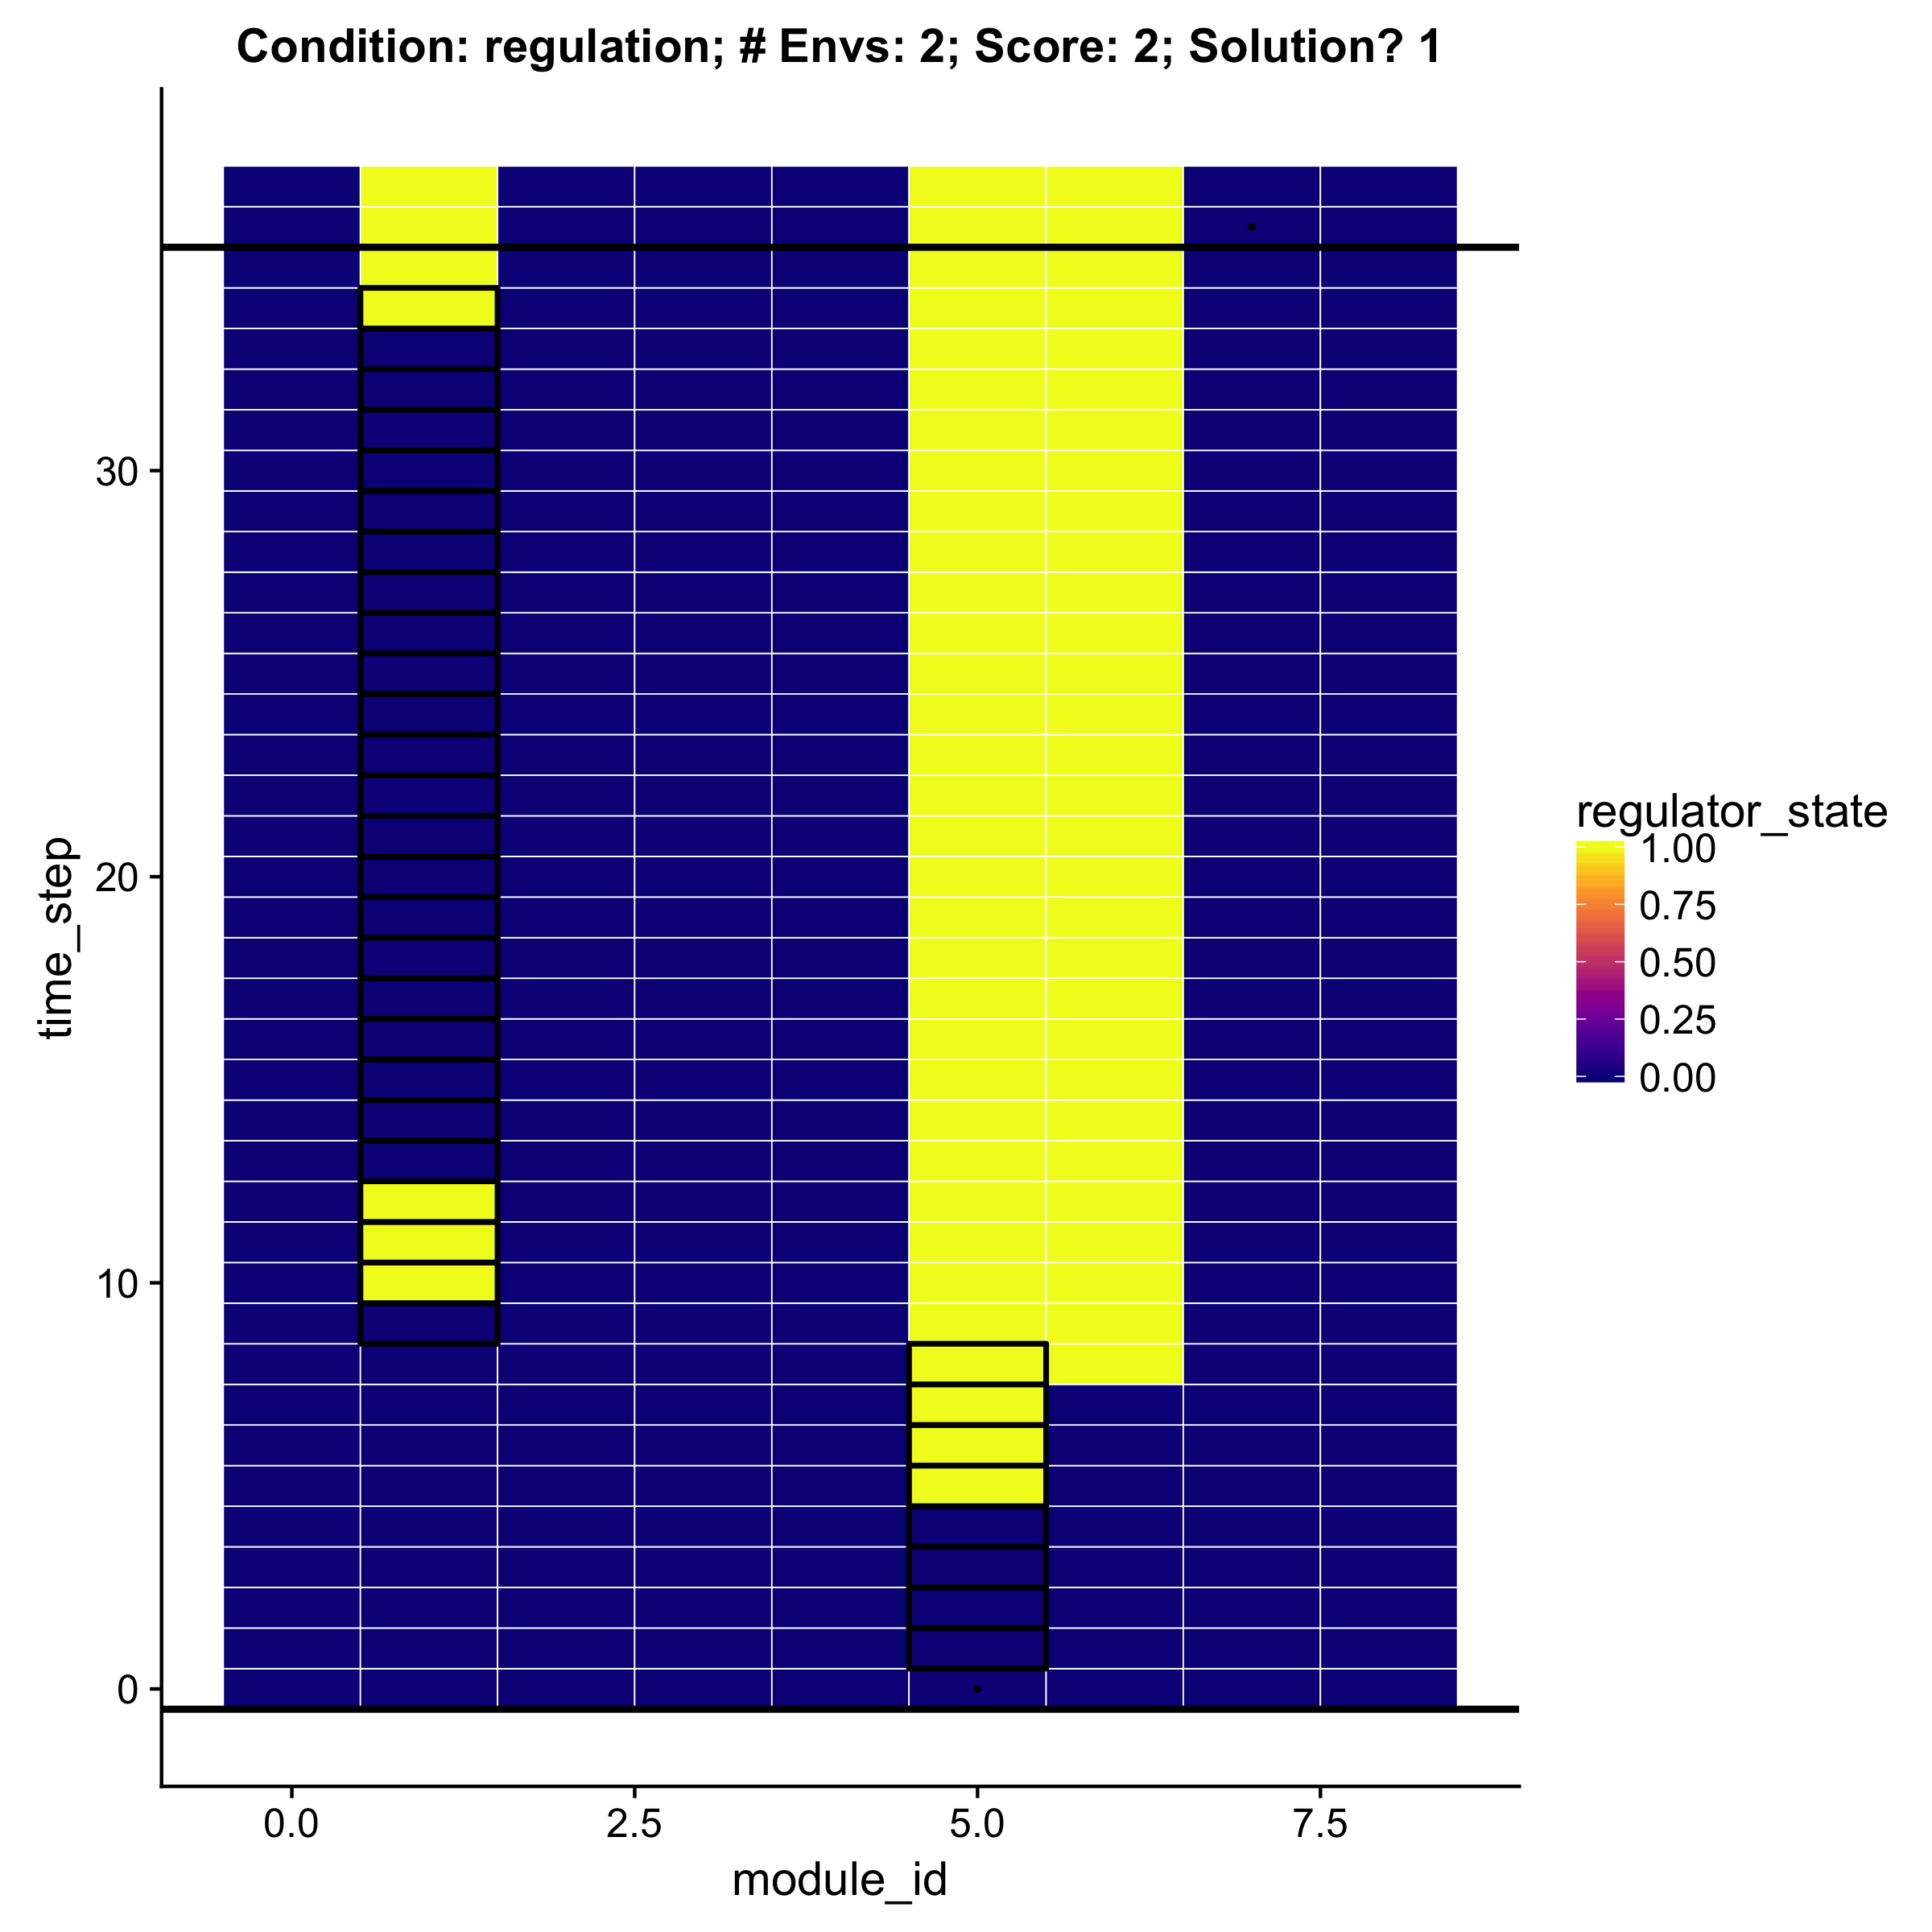 Condition: regulation; # Envs: 2; Score: 2; Solution? 1
time_step
30
20
10
0
0.0 2.5 5.0 7.5
module_id
regulator_state
1.00
0.75
0.50
0.25
0.00